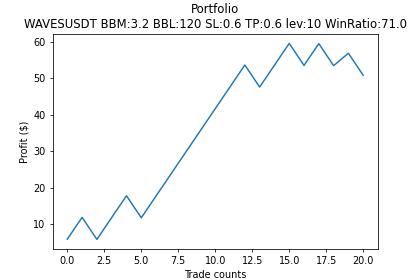 Portfolio
WAVESUSDT BBM:3.2 BBL:120 SL:0.6 TP:0.6 lev:10 WinRatio:71.0
60
50
40
30
20
10
Profit ($)
0.0 2.5 5.0 7.5 10.0 12.5 15.0 17.5 20.0
Trade counts